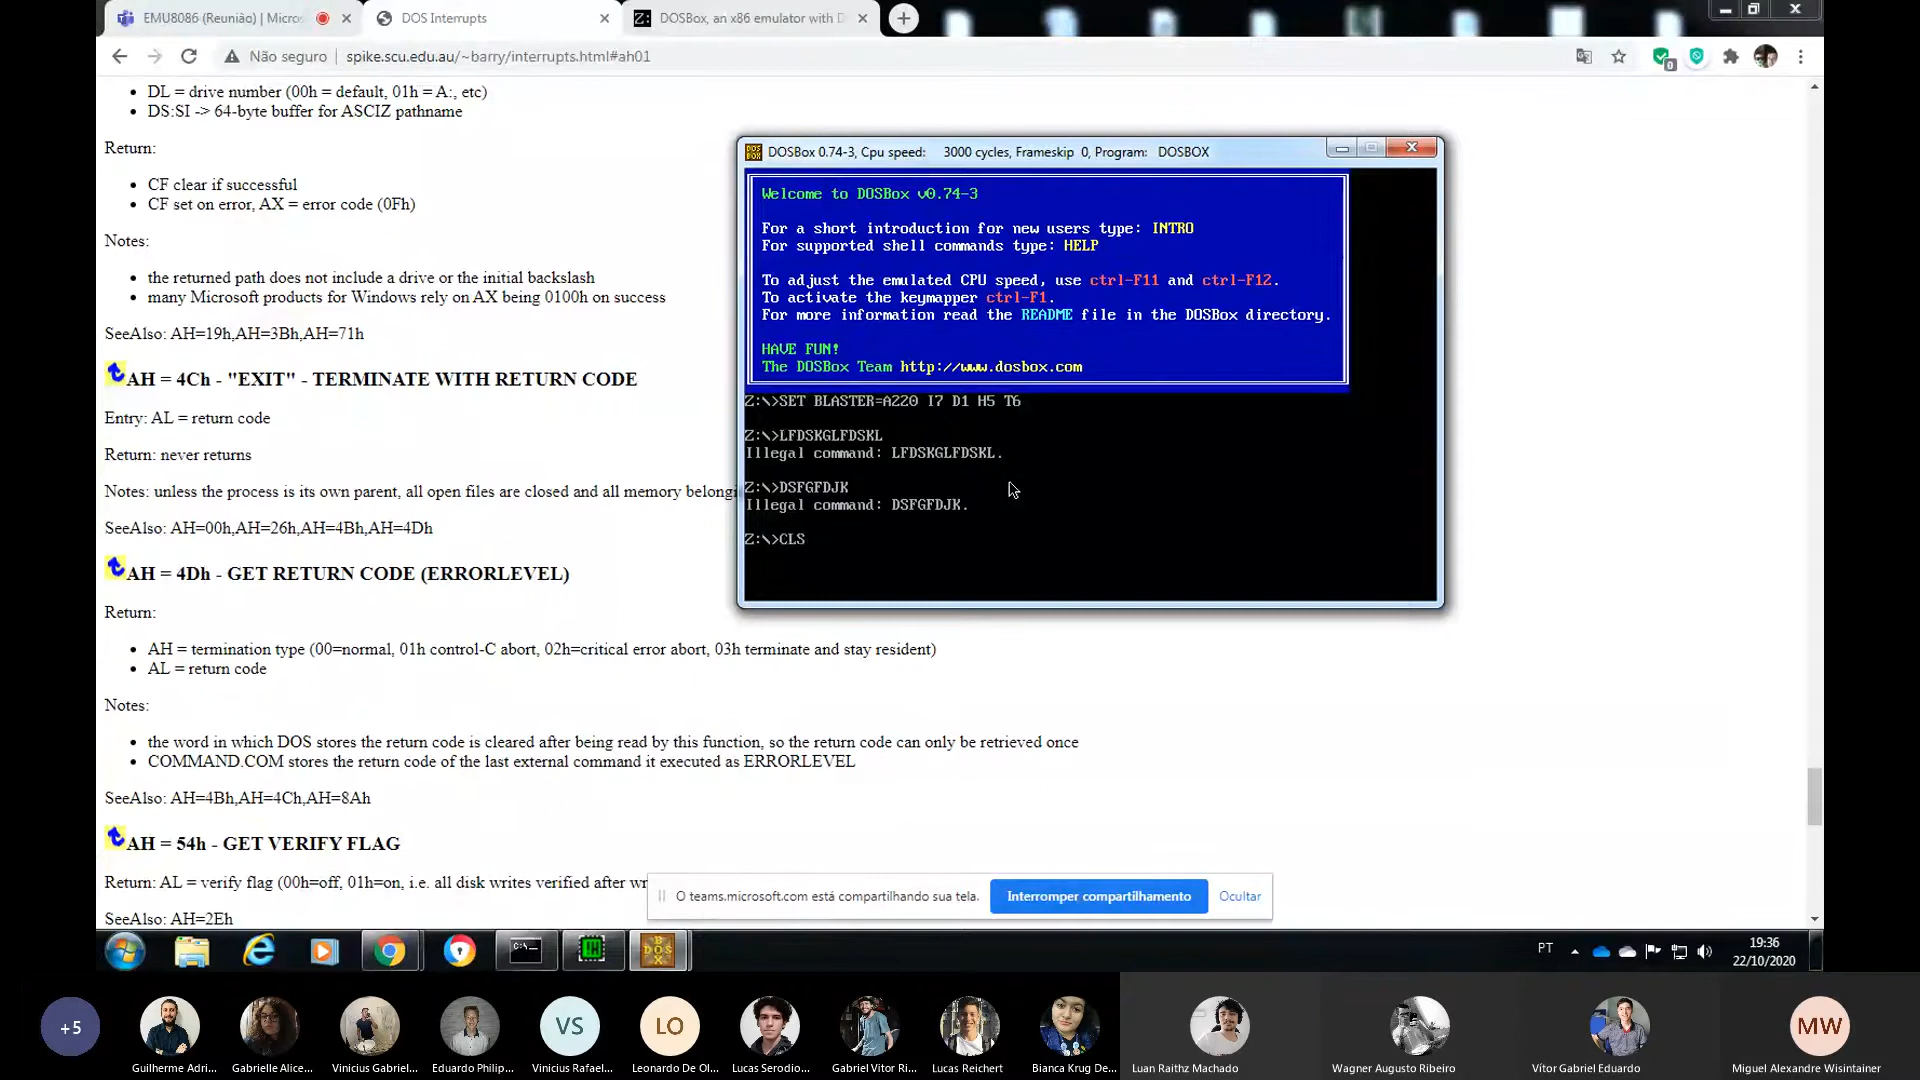 EMU8086 (Reunião) | Micros
DOS Interrupts
Z:
DOSBox, an x86 emulator with D
Não seguro
spike.scu.edu.au/~barry/interrupts.html#ah01
0
DL = drive number (00h = default, 01h = A:, etc)
DS:SI -> 64-byte buffer for ASCIZ pathname
Return:
CF clear if successful
CF set on error, AX = error code (0Fh)
Notes:
the returned path does not include a drive or the initial backslash
many Microsoft products for Windows rely on AX being 0100h on success
SeeAlso: AH=19h,AH=3Bh,AH=71h
AH = 4Ch - "EXIT" - TERMINATE WITH RETURN CODE
Entry: AL = return code
Return: never returns
Notes: unless the process is its own parent, all open files are closed and all memory belongi
SeeAlso: AH=00h,AH=26h,AH=4Bh,AH=4Dh
AH = 4Dh - GET RETURN CODE (ERRORLEVEL)
Return:
AH = termination type (00=normal, 01h control-C abort, 02h=critical error abort, 03h terminate and stay resident)
AL = return code
Notes:
the word in which DOS stores the return code is cleared after being read by this function, so the return code can only be retrieved once
COMMAND.COM stores the return code of the last external command it executed as ERRORLEVEL
SeeAlso: AH=4Bh,AH=4Ch,AH=8Ah
AH = 54h - GET VERIFY FLAG
Return: AL = verify flag (00h=off, 01h=on, i.e. all disk writes verified after wr
SeeAlso: AH=2Eh
DOSBox 0.74-3, Cpu speed: 3000 cycles, Frameskip 0, Program: DOSBOX
Welcome to DOSBox v0.74-3
For a short introduction for new users type: INTRO
For supported shell commands type: HELP
To adjust the emulated CPU speed, use ctrl-F11 and ctrl-F12.
To activate the keymapper ctrl-F1.
For more information read the README file in the DOSBox directory.
HAVE FUN!
The DOSBox Team http://www.dosbox.com
Z:\>SET BLASTER=A220 I7 D1 H5 T6
Z:\>LFDSKGLFDSKL
Illegal command: LFDSKGLFDSKL.
Z:\>DSFGFDJK
Illegal command: DSFGFDJK.
Z:\>CLS
O teams.microsoft.com está compartilhando sua tela.
Interromper compartilhamento
Ocultar
PT
19:36
22/10/2020
+5
VS
LO
MW
Guilherme Adri...
Gabrielle Alice...
Vinicius Gabriel...
Eduardo Philip...
Vinicius Rafael...
Leonardo De Ol...
Lucas Serodio...
Gabriel Vitor Ri...
Lucas Reichert
Bianca Krug De...
Luan Raithz Machado
Wagner Augusto Ribeiro
Vítor Gabriel Eduardo
Miguel Alexandre Wisintainer